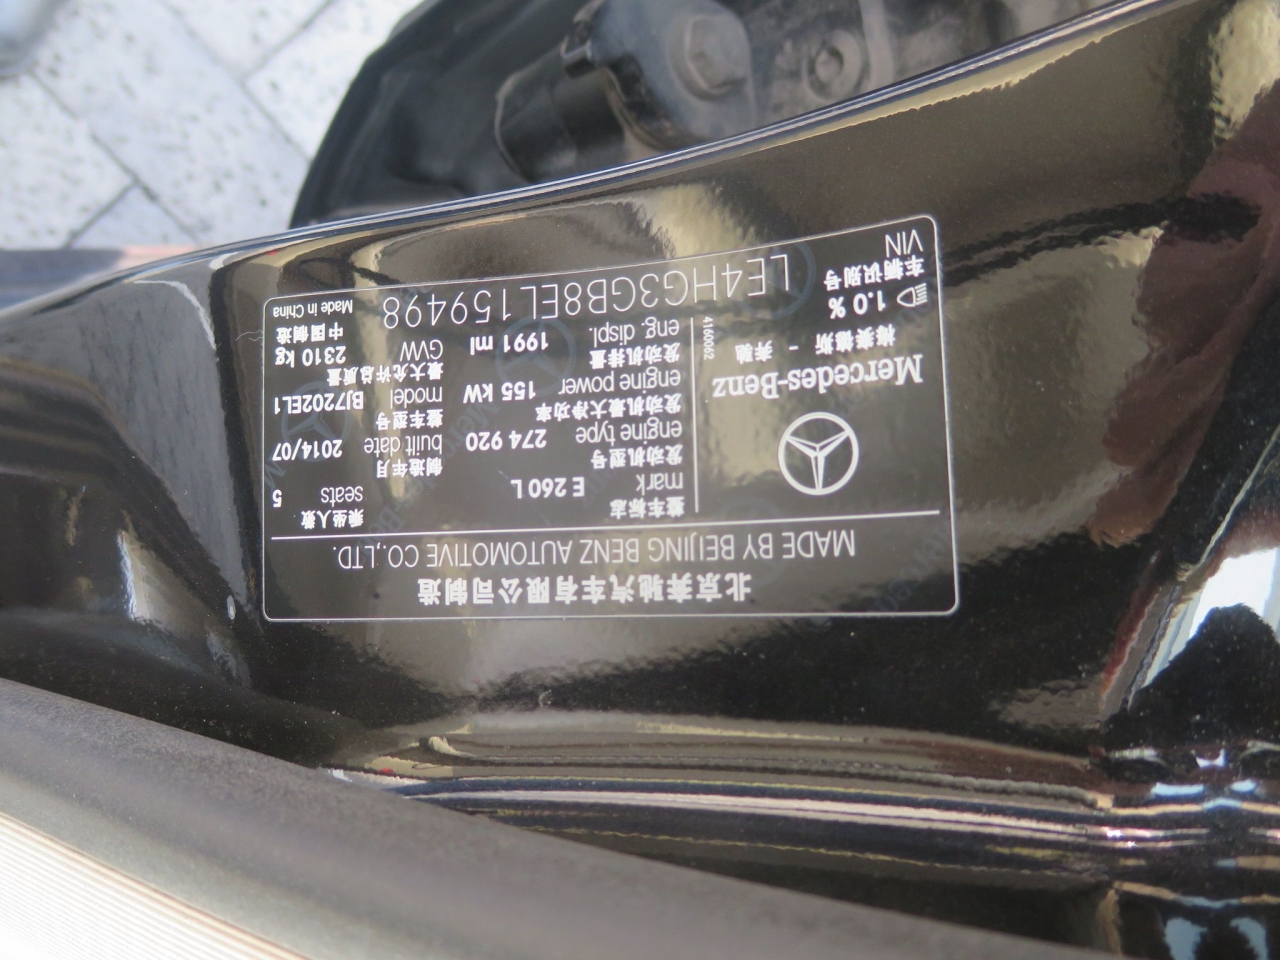 北京奔驰汽车有限公司制造
MADE BY BEIJING BENZ AUTOMOTIVE CO.,LTD.
Mercedes-Benz
梅赛德斯 - 奔驰
1.0 %
4160062
整车标志
mark E 260 L
乘坐人数
seats 5
发动机型号
engine type 274 920
制造年月
built date 2014/07
发动机最大净功率
engine power 155 kW
整车型号
model BJ7202EL1
发动机排量
eng. displ. 1991 ml
最大允许总质量
GVW 2310 kg
车辆识别号
VIN LE4HG3GB8EL159498
中国制造
Made in China